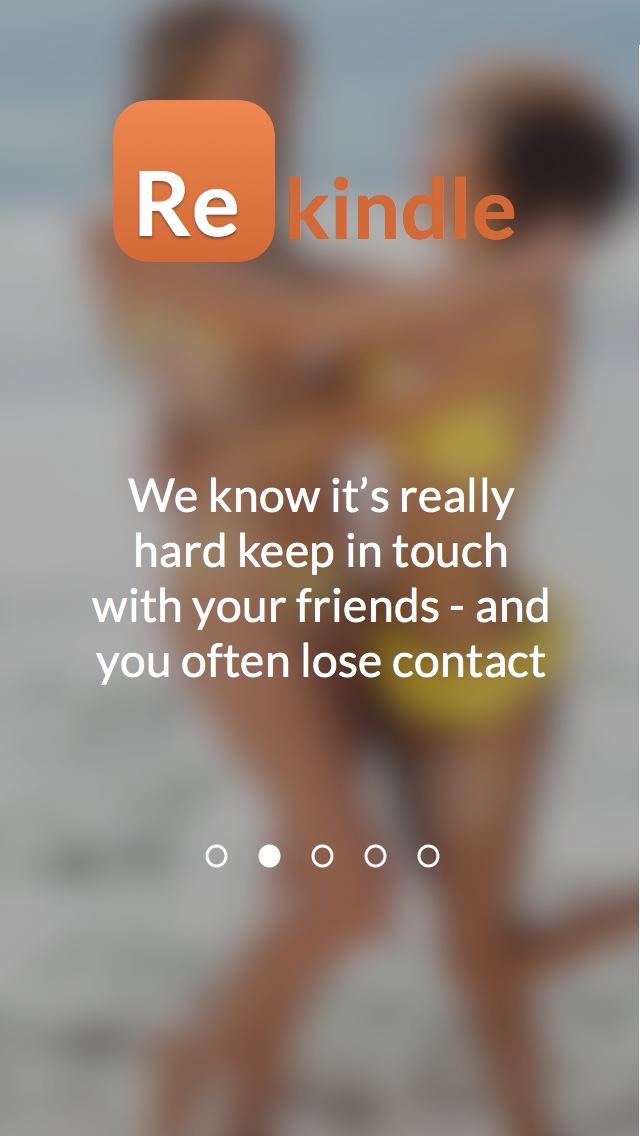 Re kindle
We know it's really
hard keep in touch
with your friends - and
you often lose contact